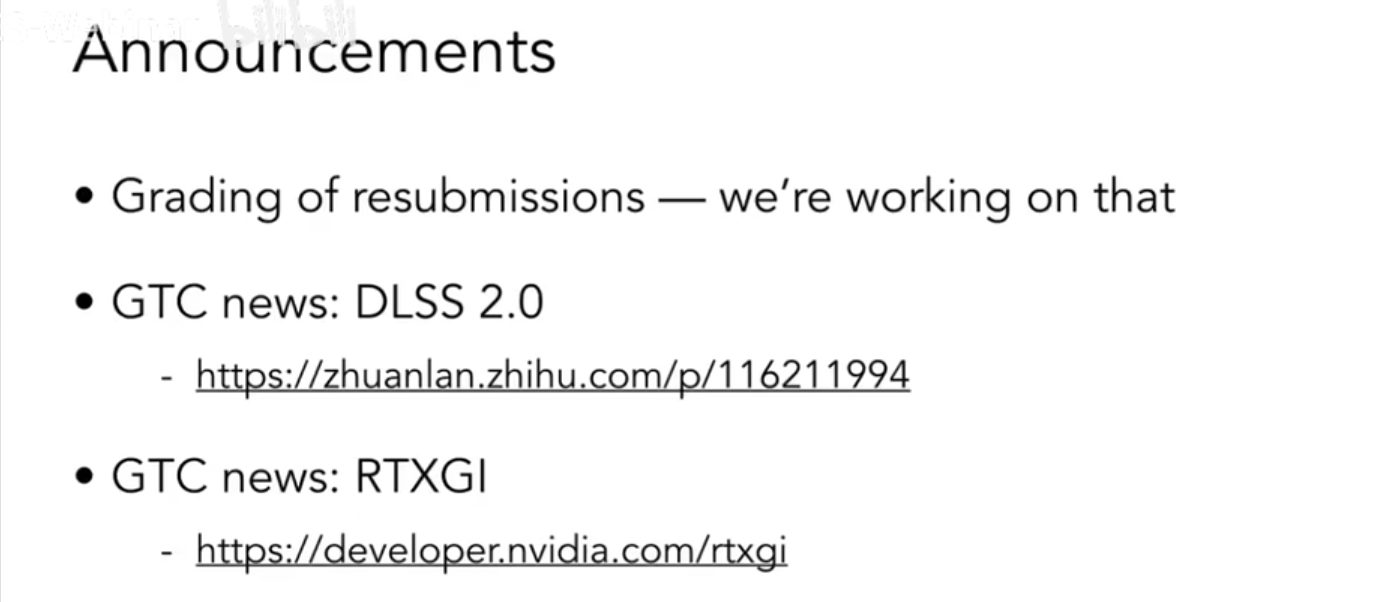 Announcements
• Grading of resubmissions — we're working on that
• GTC news: DLSS 2.0
- https://zhuanlan.zhihu.com/p/116211994
• GTC news: RTXGI
- https://developer.nvidia.com/rtxgi